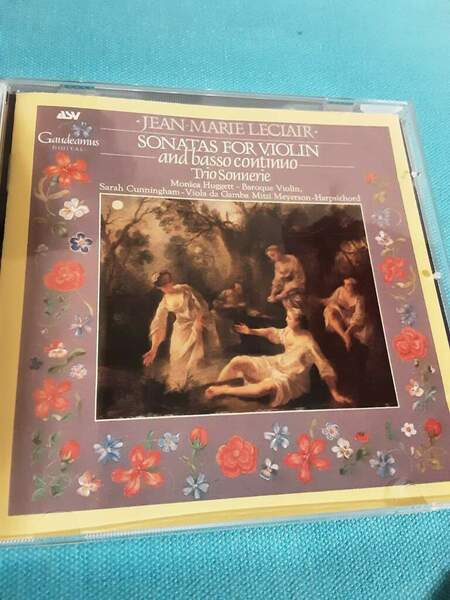 ASV
Gaudeamus
DIGITAL
·JEAN-MARIE LECLAIR·
SONATAS FOR VIOLIN
and basso continuo
Trio Sonnerie
Monica Huggett - Baroque Violin,
Sarah Cunningham - Viola da Gamba Mitzi Meyerson - Harpsichord